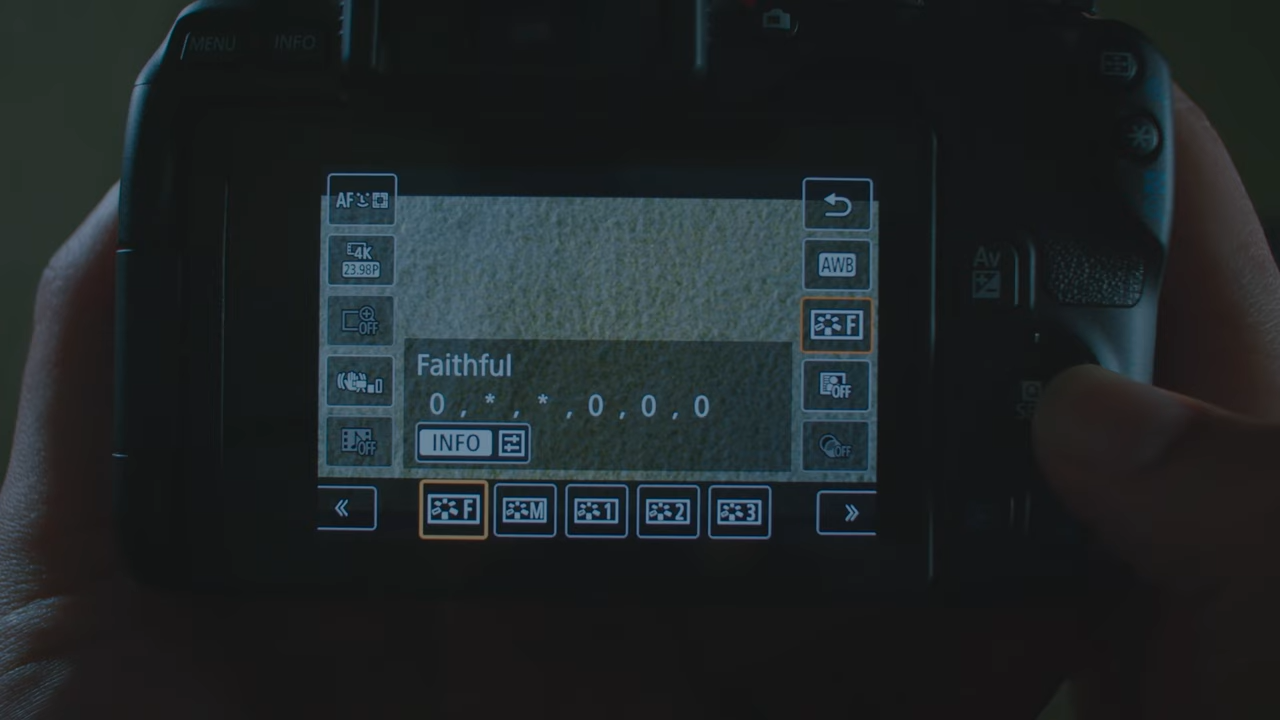 MENU INFO
AF
4K
23.98P
OFF
OFF
AWB
F
OFF
OFF
Av
Faithful
0 , * , * , 0 , 0 , 0
INFO
F M 1 2 3